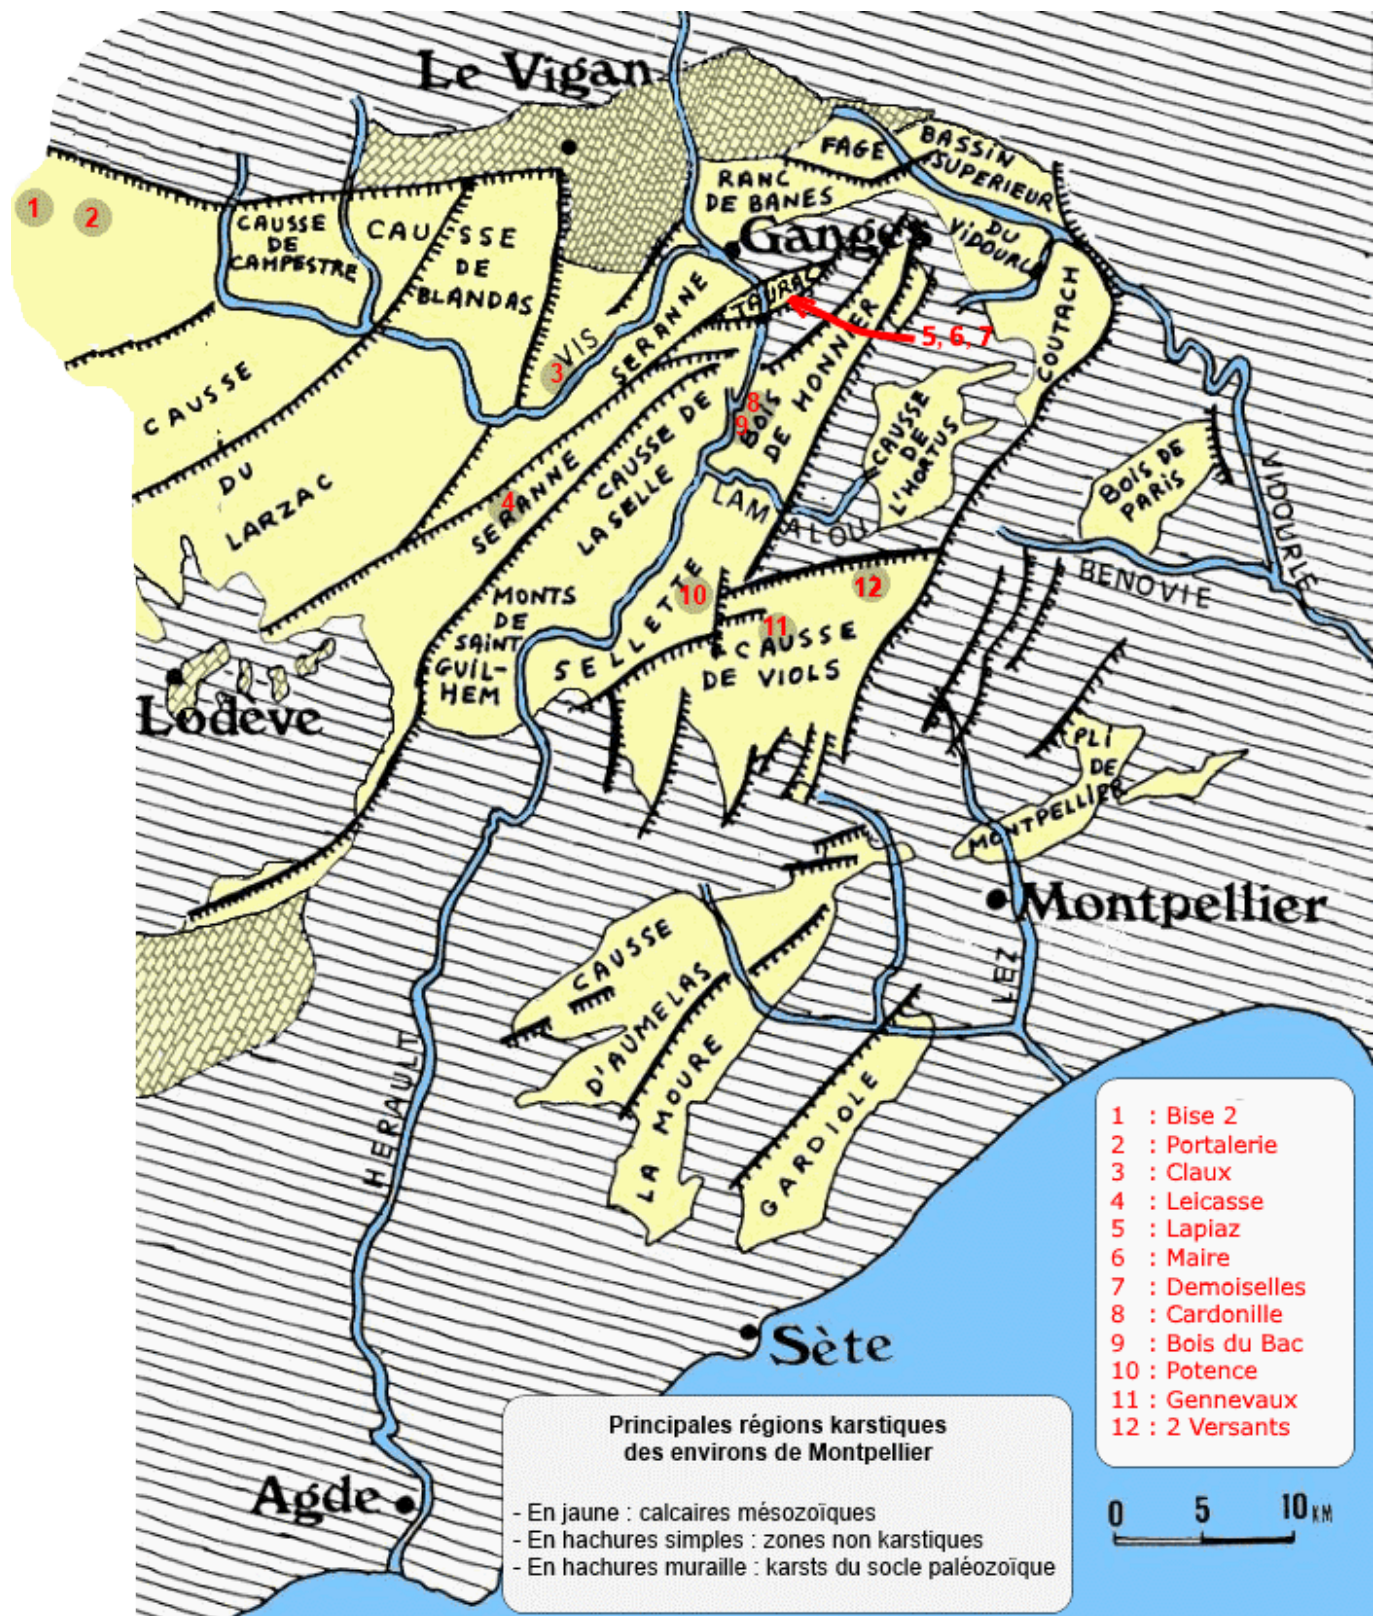 Le Vigan
FAGE
BASSIN
SUPERIEUR
DU
VIDOURLE
RANC
DE BANES
1
2
CAUSSE
DE
CAMPESTRE
CAUSSE
DE
BLANDAS
Ganges
TAURAS
5, 6, 7
COUTACH
VIS
3
SERANNE
8
9
BOIS
DE
MONNIER
CAUSSE
DE
L'HORTUS
CAUSSE
DU
LARZAC
4
SERANNE
CAUSSE DE
LA SELLE
LAMALOU
BOIS DE
PARIS
VIDOURLE
BENOVIE
10
12
11
MONTS
DE
SAINT
GUIL-
HEM
SELLETTE
CAUSSE
DE VIOLS
Lodève
PLI
DE
MONTPELLIER
Montpellier
CAUSSE
D'AUMELAS
LA MOURE
GARDIOLE
LEZ
HERAULT
1 : Bise 2
2 : Portalerie
3 : Claux
4 : Leicasse
5 : Lapiaz
6 : Maire
7 : Demoiselles
8 : Cardonille
9 : Bois du Bac
10 : Potence
11 : Gennevaux
12 : 2 Versants
Sète
Agde
Principales régions karstiques
des environs de Montpellier
- En jaune : calcaires mésozoïques
- En hachures simples : zones non karstiques
- En hachures muraille : karsts du socle paléozoïque
0 5 10 KM